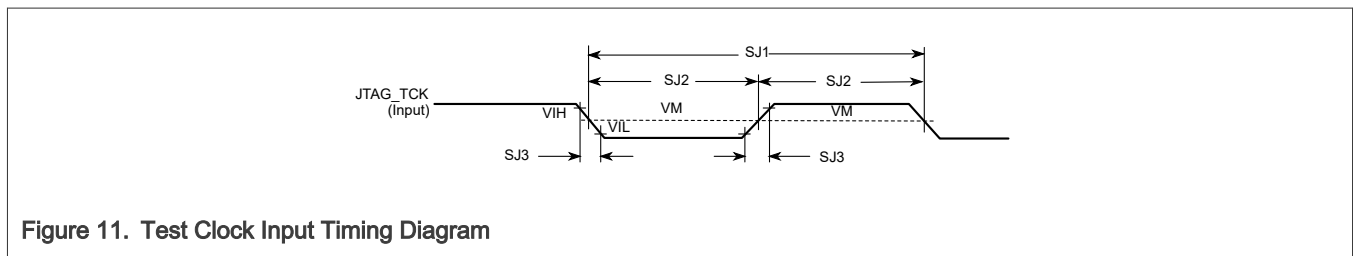 SJ1
SJ2 SJ2
JTAG_TCK
(Input)
VIH VM VM
VIL
SJ3 SJ3
Figure 11. Test Clock Input Timing Diagram